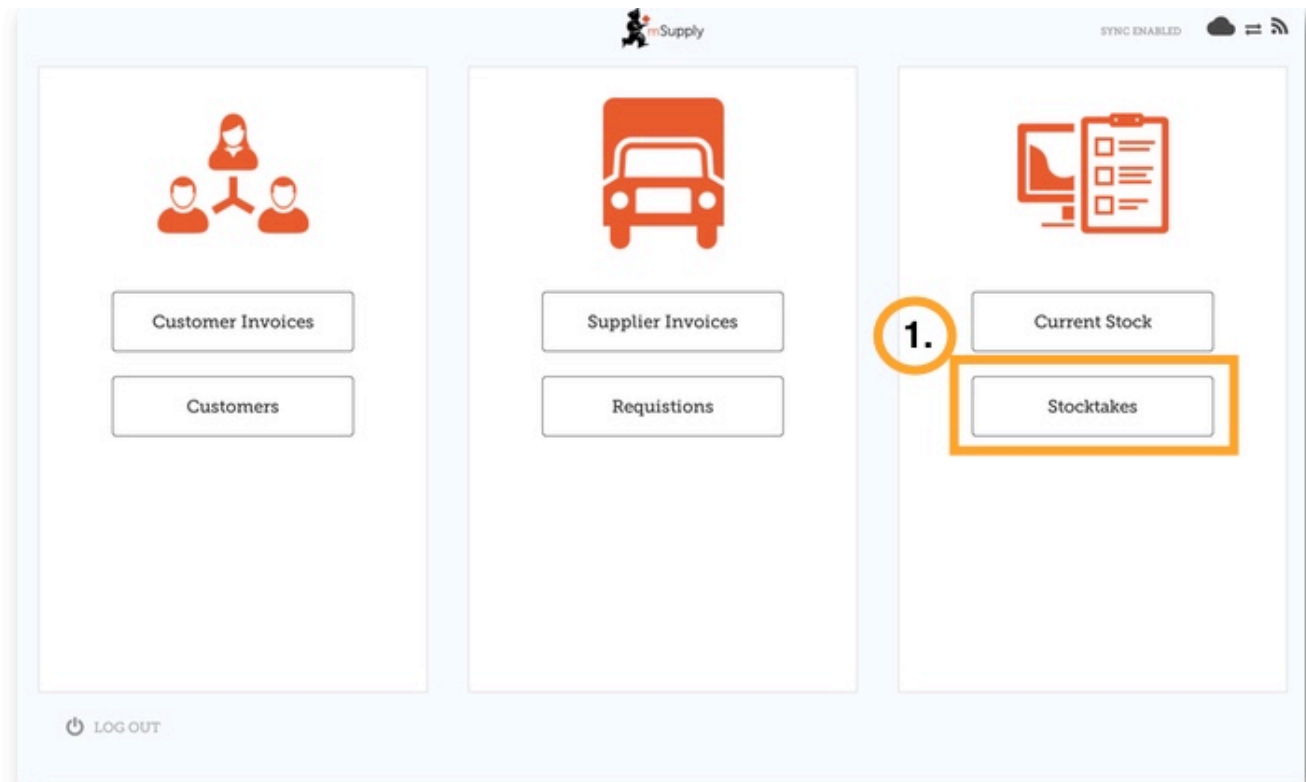 mSupply
SYNC ENABLED
Customer Invoices
Customers
Supplier Invoices
Requistions
1.
Current Stock
Stocktakes
LOG OUT